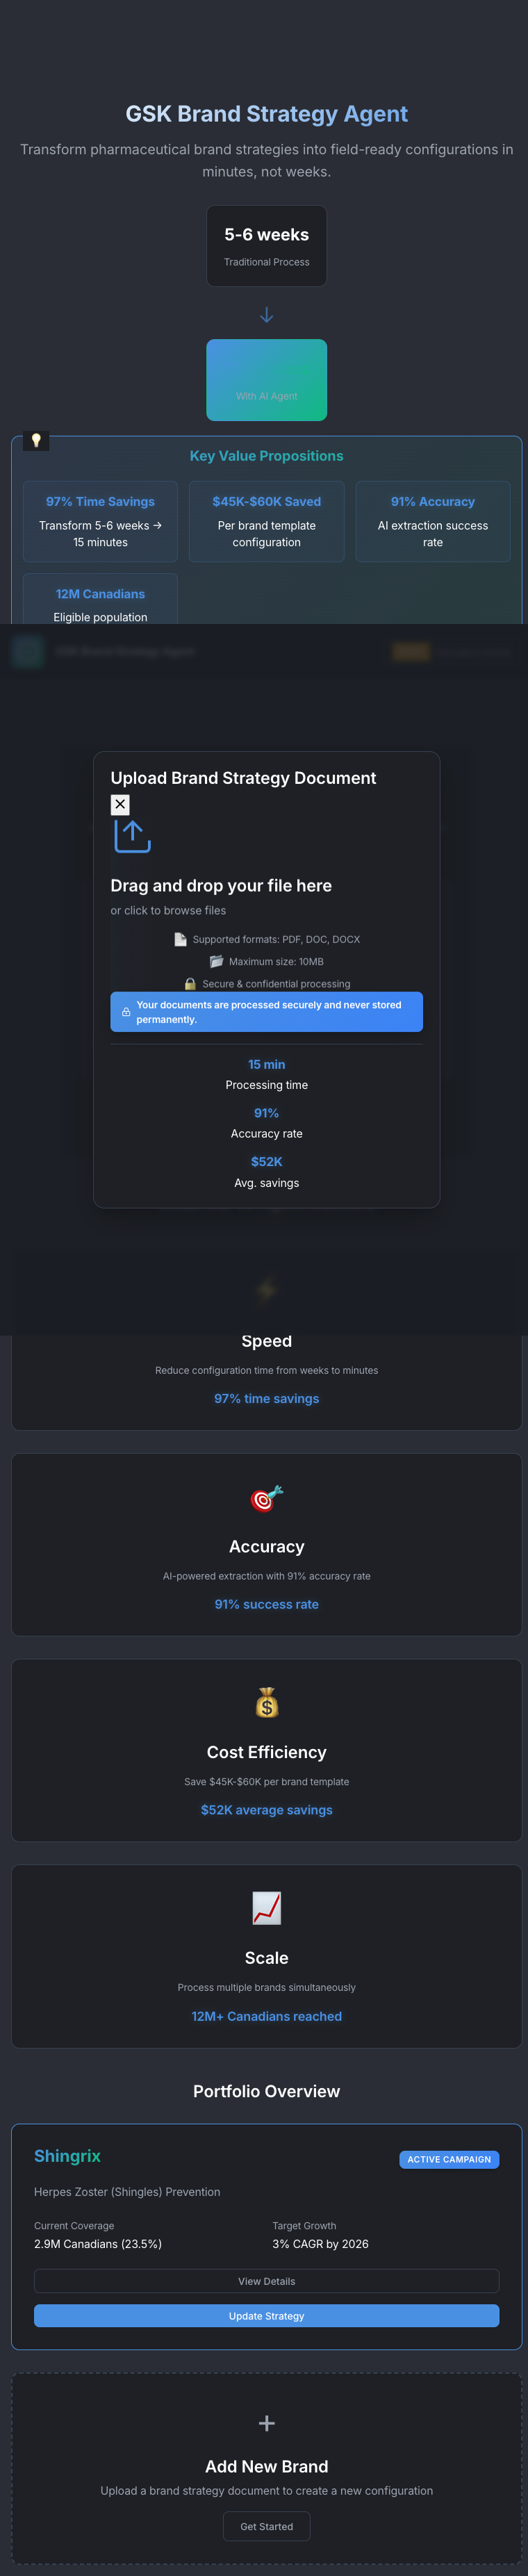 GSK Brand Strategy Agent
Transform pharmaceutical brand strategies into field-ready configurations in
minutes, not weeks.
5-6 weeks
Traditional Process
↓
With AI Agent
Key Value Propositions
97% Time Savings
Transform 5-6 weeks →
15 minutes
$45K-$60K Saved
Per brand template
configuration
91% Accuracy
AI extraction success
rate
12M Canadians
Eligible population
GSK Brand Strategy Agent
Upload Brand Strategy Document
Drag and drop your file here
or click to browse files
Supported formats: PDF, DOC, DOCX
Maximum size: 10MB
Secure & confidential processing
Your documents are processed securely and never stored
permanently.
15 min
Processing time
91%
Accuracy rate
$52K
Avg. savings
Speed
Reduce configuration time from weeks to minutes
97% time savings
Accuracy
AI-powered extraction with 91% accuracy rate
91% success rate
Cost Efficiency
Save $45K-$60K per brand template
$52K average savings
Scale
Process multiple brands simultaneously
12M+ Canadians reached
Portfolio Overview
Shingrix
ACTIVE CAMPAIGN
Herpes Zoster (Shingles) Prevention
Current Coverage
2.9M Canadians (23.5%)
Target Growth
3% CAGR by 2026
View Details
Update Strategy
+
Add New Brand
Upload a brand strategy document to create a new configuration
Get Started